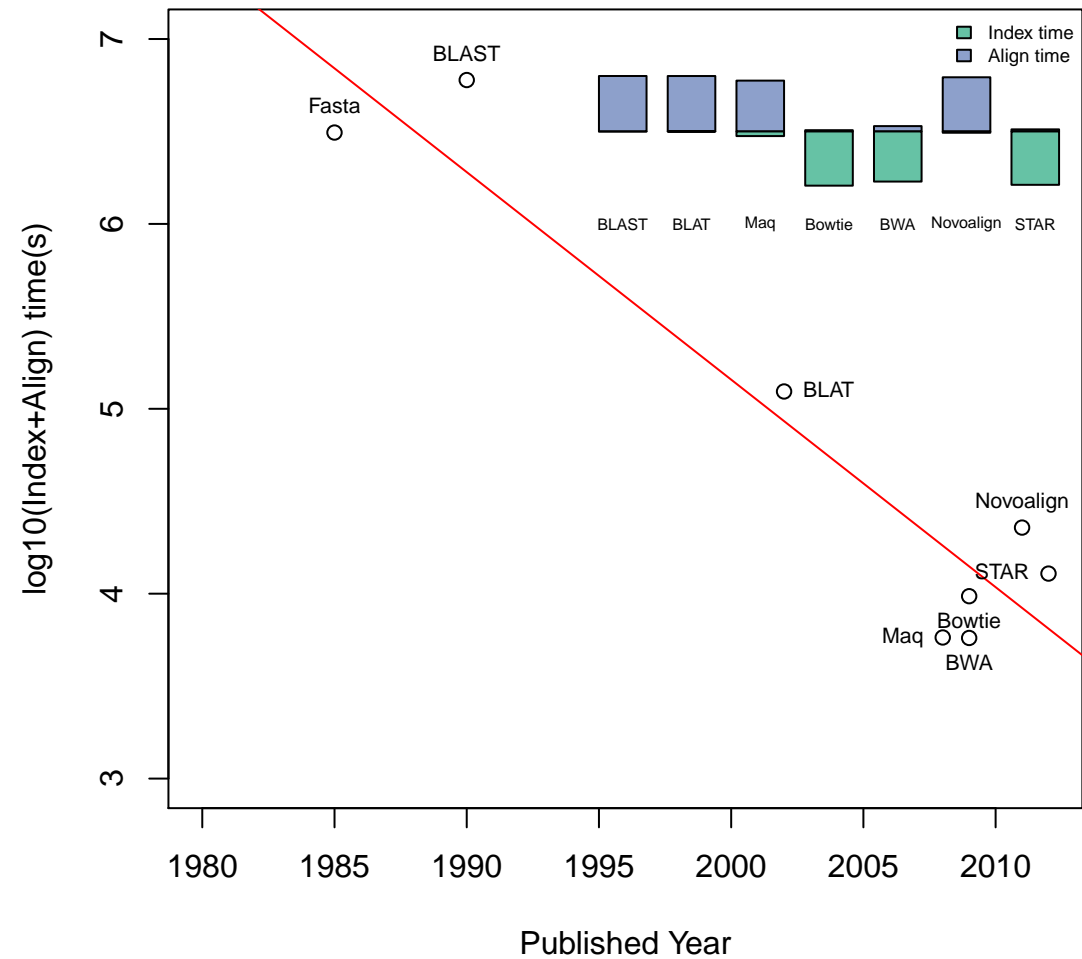 Index time
Align time
BLAST
Fasta
BLAST BLAT Maq Bowtie BWA Novoalign STAR
BLAT
Novoalign
STAR
Bowtie
Maq
BWA
7
6
5
4
3
log10(Index+Align) time(s)
1980 1985 1990 1995 2000 2005 2010
Published Year